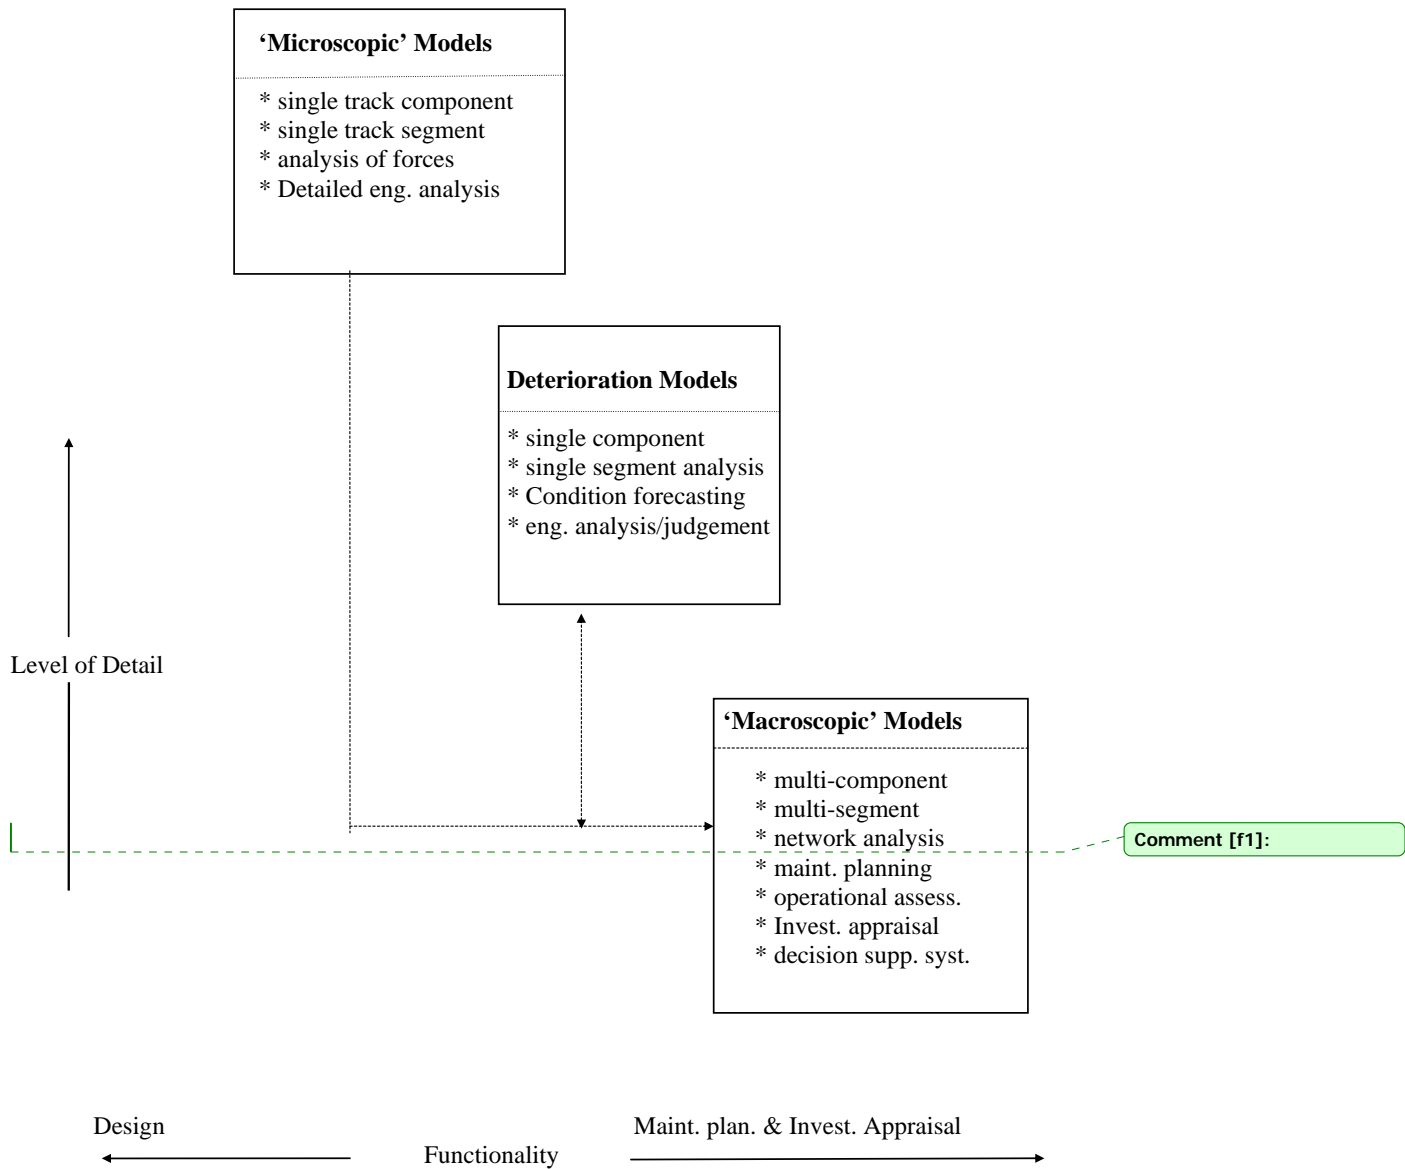 ‘Microscopic’ Models
* single track component
* single track segment
* analysis of forces
* Detailed eng. analysis
Deterioration Models
* single component
* single segment analysis
* Condition forecasting
* eng. analysis/judgement
Level of Detail
‘Macroscopic’ Models
* multi-component
* multi-segment
* network analysis
* maint. planning
* operational assess.
* Invest. appraisal
* decision supp. syst.
Comment [f1]:
Design
Maint. plan. & Invest. Appraisal
Functionality